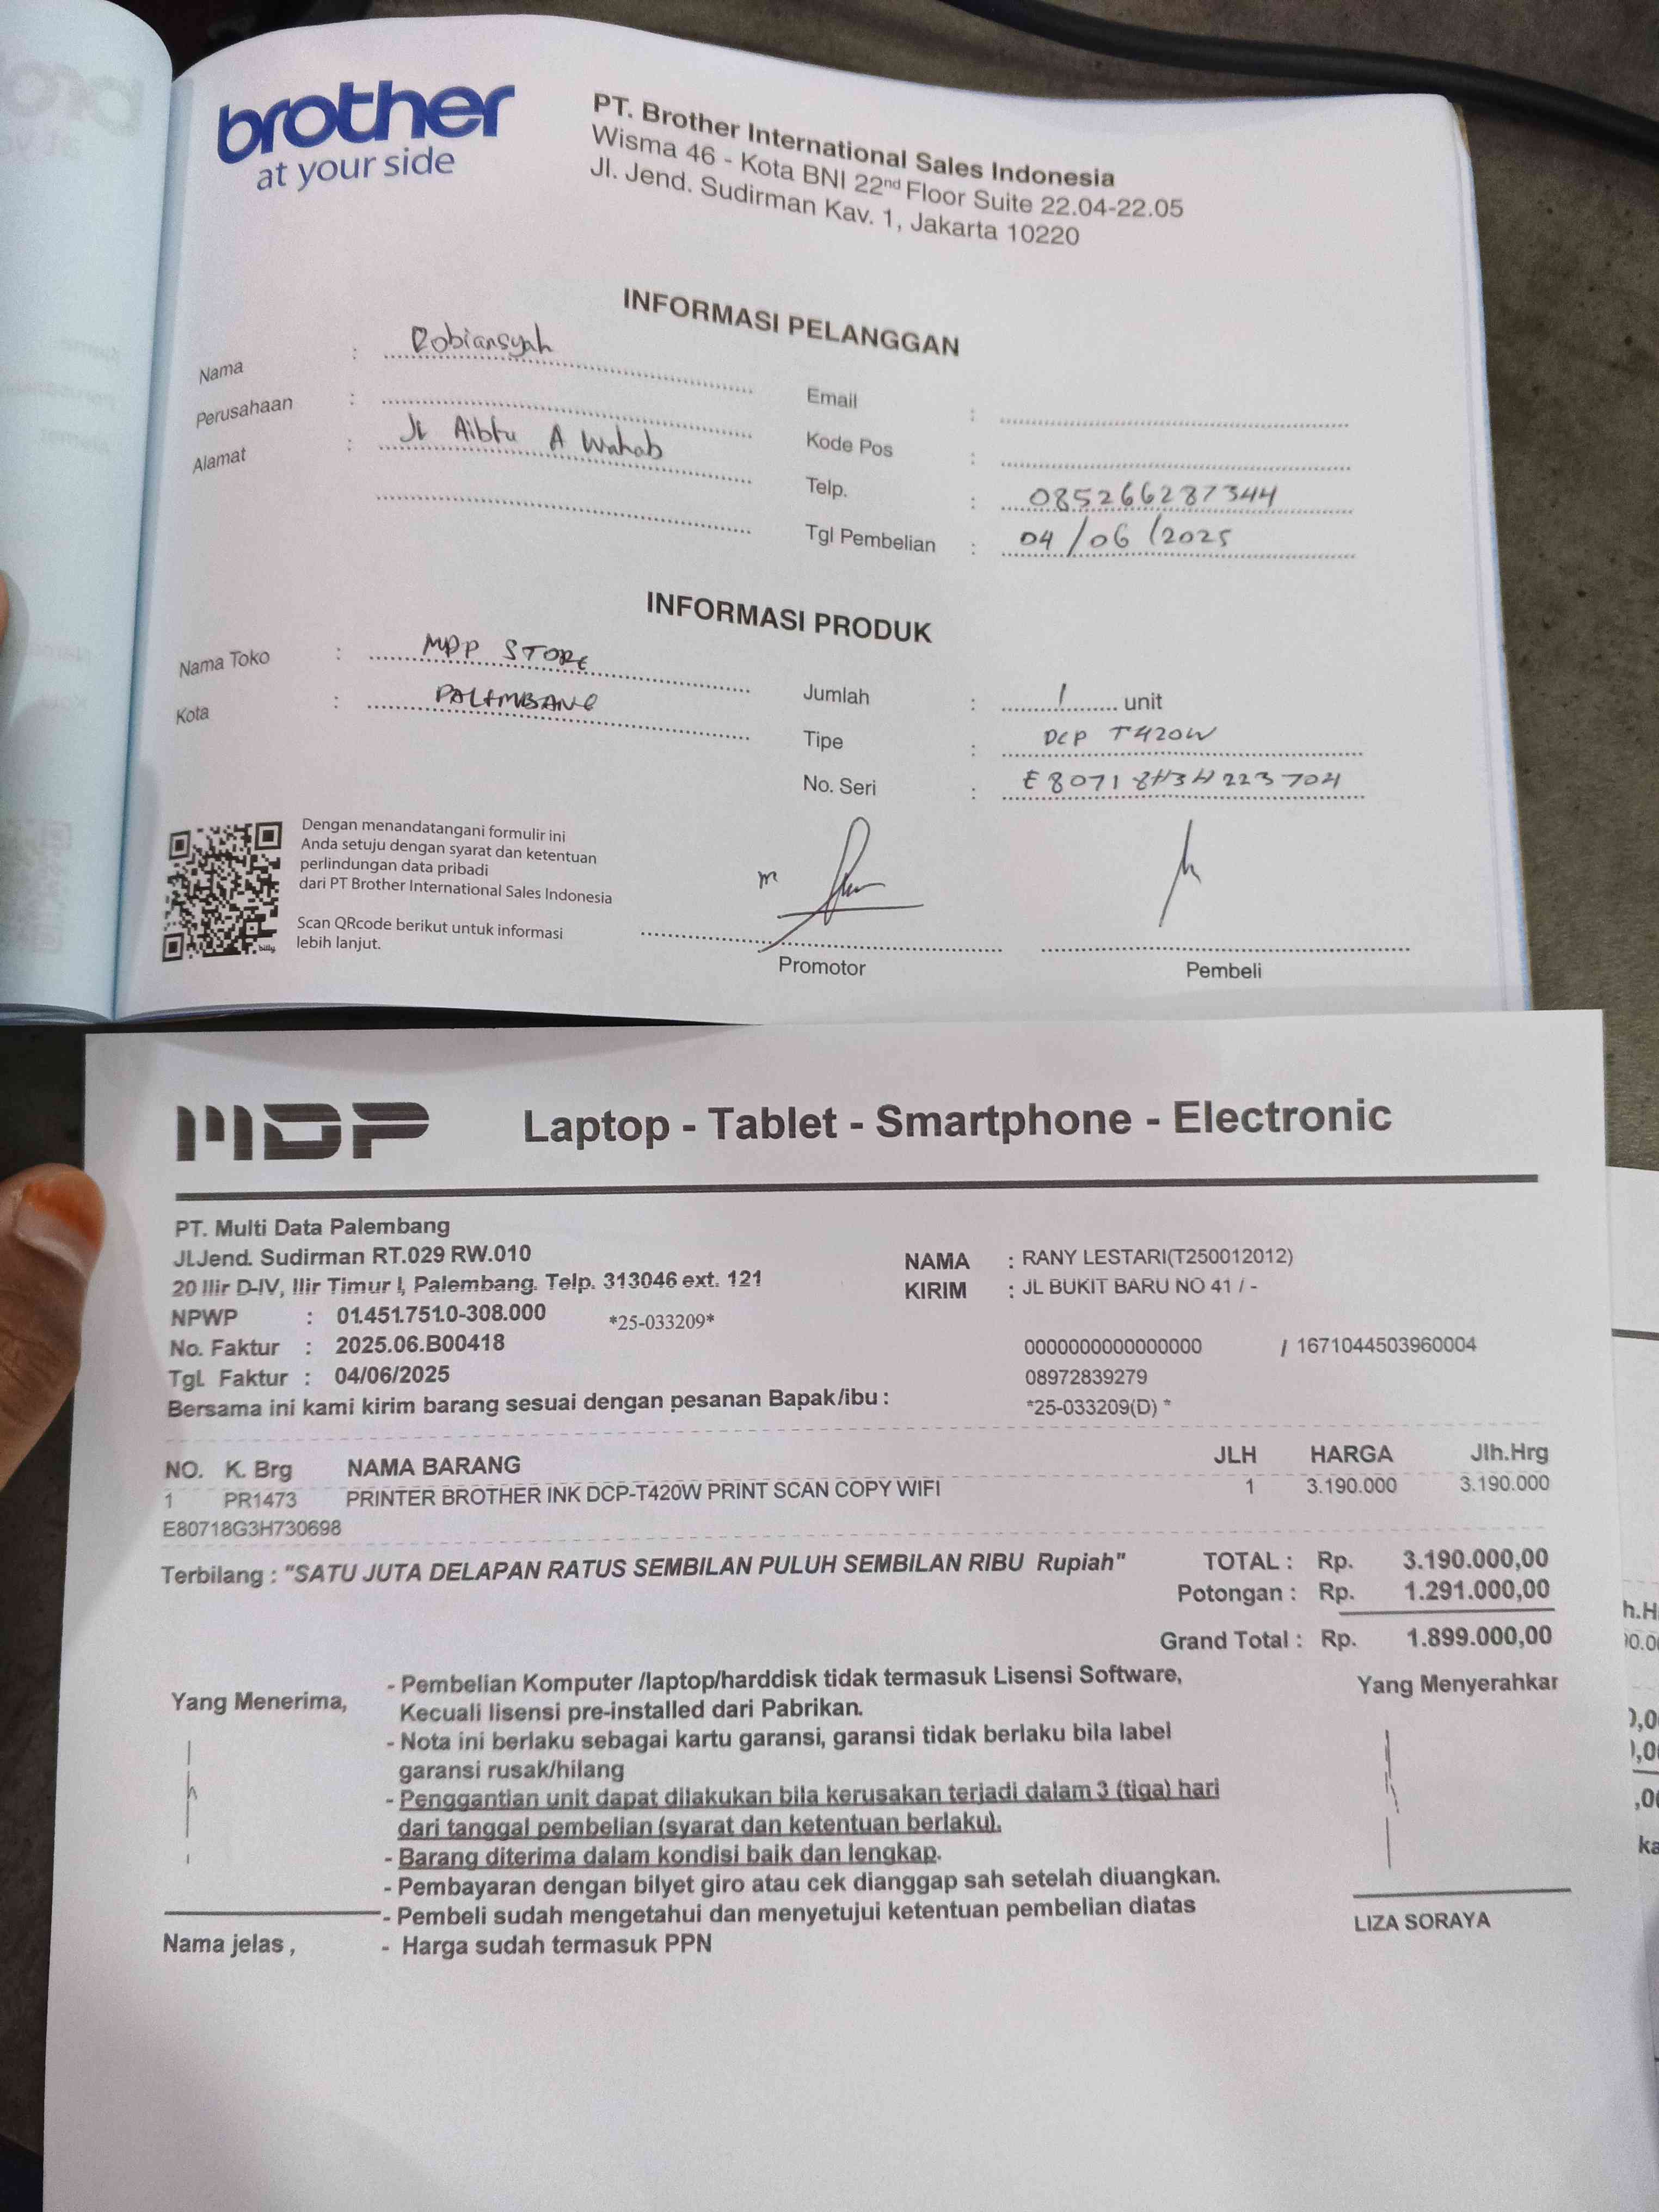 brother
at your side
PT. Brother International Sales Indonesia
Wisma 46 - Kota BNI 22nd Floor Suite 22.04-22.05
Jl. Jend. Sudirman Kav. 1, Jakarta 10220
INFORMASI PELANGGAN
Nama : Robiansyah
Perusahaan :
Alamat : JL Aibtu A Wahab
Email :
Kode Pos :
Telp. : 085266287344
Tgl Pembelian : 04/06/2025
INFORMASI PRODUK
Nama Toko : MDP STORE
Kota : PALEMBANG
Jumlah : 1 unit
Tipe : DCP T420W
No. Seri : E80718H3H223704
Dengan menandatangani formulir ini
Anda setuju dengan syarat dan ketentuan
perlindungan data pribadi
dari PT Brother International Sales Indonesia
Scan QRcode berikut untuk informasi
lebih lanjut.
billy
Promotor
Pembeli
MDP Laptop - Tablet - Smartphone - Electronic
PT. Multi Data Palembang
Jl.Jend. Sudirman RT.029 RW.010
20 Ilir D-IV, Ilir Timur I, Palembang. Telp. 313046 ext. 121
NPWP : 01.451.751.0-308.000 *25-033209*
No. Faktur : 2025.06.B00418
Tgl. Faktur : 04/06/2025
Bersama ini kami kirim barang sesuai dengan pesanan Bapak/ibu :
NAMA : RANY LESTARI(T250012012)
KIRIM : JL BUKIT BARU NO 41 / -
0000000000000000 / 1671044503960004
08972839279
*25-033209(D) *
NO. K. Brg NAMA BARANG JLH HARGA Jlh.Hrg
1 PR1473 PRINTER BROTHER INK DCP-T420W PRINT SCAN COPY WIFI 1 3.190.000 3.190.000
E80718G3H730698
Terbilang : "SATU JUTA DELAPAN RATUS SEMBILAN PULUH SEMBILAN RIBU Rupiah"
TOTAL : Rp. 3.190.000,00
Potongan : Rp. 1.291.000,00
Grand Total : Rp. 1.899.000,00
Yang Menerima,
- Pembelian Komputer /laptop/harddisk tidak termasuk Lisensi Software,
Kecuali lisensi pre-installed dari Pabrikan.
- Nota ini berlaku sebagai kartu garansi, garansi tidak berlaku bila label
garansi rusak/hilang
- Penggantian unit dapat dilakukan bila kerusakan terjadi dalam 3 (tiga) hari
dari tanggal pembelian (syarat dan ketentuan berlaku).
- Barang diterima dalam kondisi baik dan lengkap.
- Pembayaran dengan bilyet giro atau cek dianggap sah setelah diuangkan.
- Pembeli sudah mengetahui dan menyetujui ketentuan pembelian diatas
- Harga sudah termasuk PPN
Nama jelas ,
Yang Menyerahkar
LIZA SORAYA